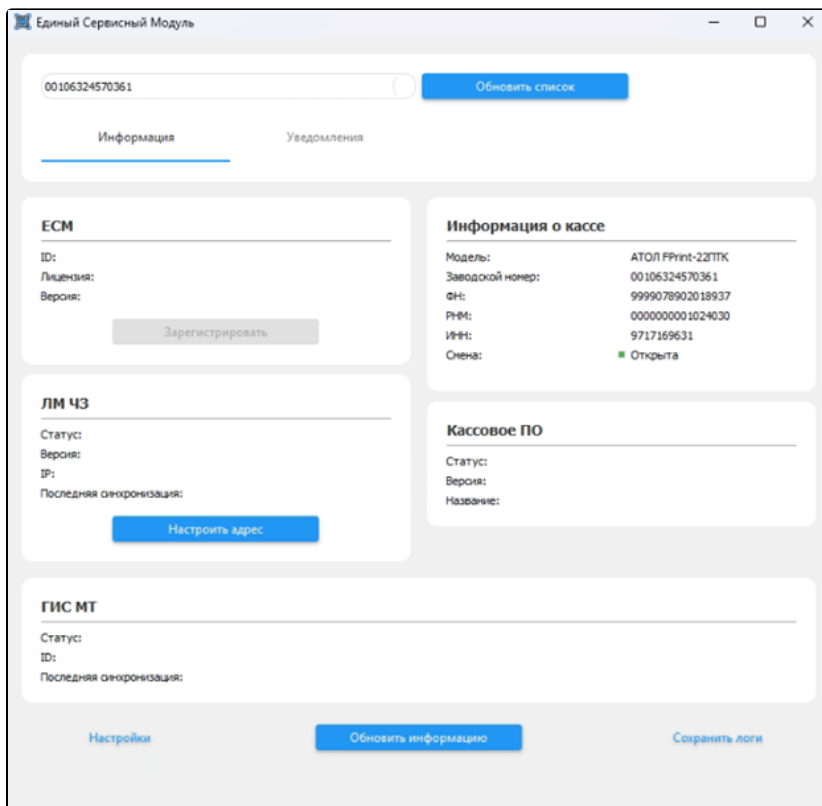 Единый Сервисный Модуль
00106324570361
Обновить список
Информация
Уведомления
ЕСМ
ID:
Лицензия:
Версия:
Зарегистрировать
Информация о кассе
Модель: АТОЛ FPrint-22ПТК
Заводской номер: 00106324570361
ФН: 9999078902018937
РНМ: 0000000001024030
ИНН: 9717169631
Смена: Открыта
ЛМ ЧЗ
Статус:
Версия:
IP:
Последняя синхронизация:
Настроить адрес
Кассовое ПО
Статус:
Версия:
Название:
ГИС МТ
Статус:
ID:
Последняя синхронизация:
Настройки
Обновить информацию
Сохранить логи